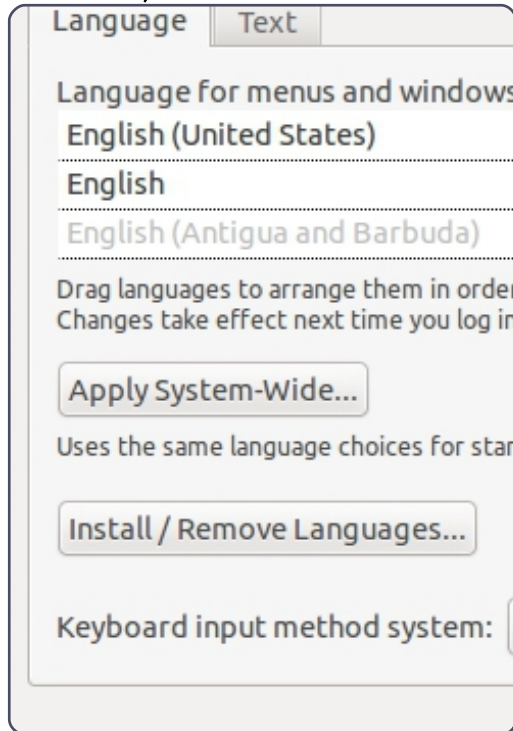 Language Text
Language for menus and windows
English (United States)
English
English (Antigua and Barbuda)
Drag languages to arrange them in order
Changes take effect next time you log in
Apply System-Wide...
Uses the same language choices for star
Install / Remove Languages...
Keyboard input method system: